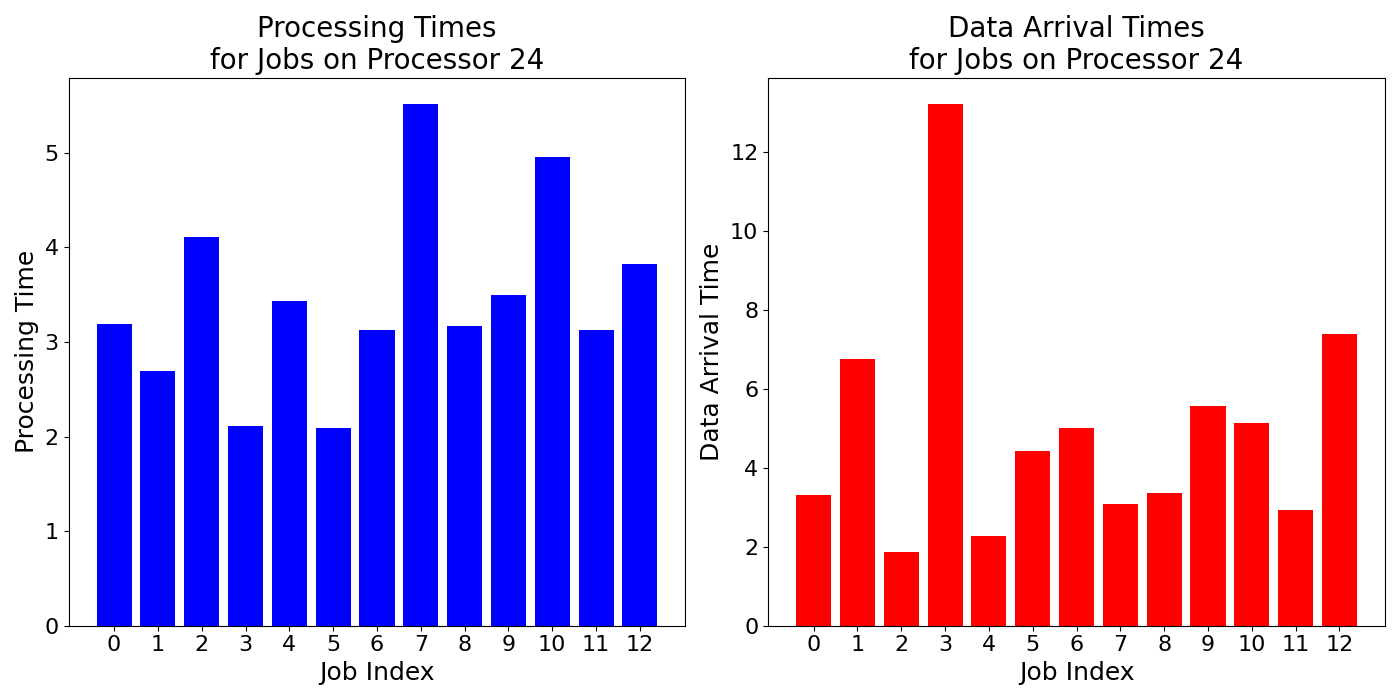 Processing Times
for Jobs on Processor 24
Processing Time
5
4
3
2
1
0
0 1 2 3 4 5 6 7 8 9 10 11 12
Job Index
Data Arrival Times
for Jobs on Processor 24
Data Arrival Time
12
10
8
6
4
2
0
0 1 2 3 4 5 6 7 8 9 10 11 12
Job Index